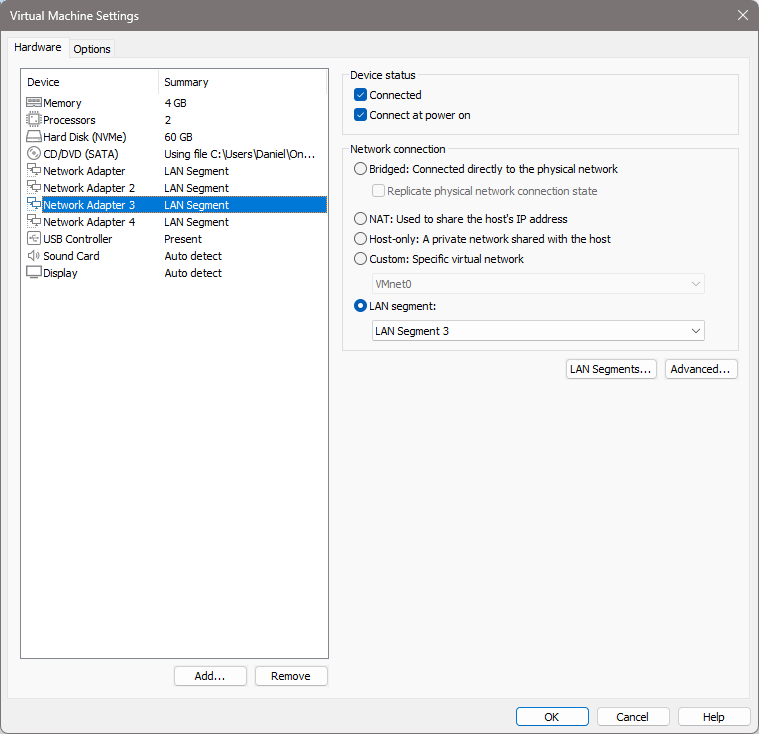 Virtual Machine Settings
Hardware
Options
Device Summary
Memory 4 GB
Processors 2
Hard Disk (NVMe) 60 GB
CD/DVD (SATA) Using file C:\Users\Daniel\On...
Network Adapter LAN Segment
Network Adapter 2 LAN Segment
Network Adapter 3 LAN Segment
Network Adapter 4 LAN Segment
USB Controller Present
Sound Card Auto detect
Display Auto detect
Add...
Remove
Device status
Connected
Connect at power on
Network connection
Bridged: Connected directly to the physical network
Replicate physical network connection state
NAT: Used to share the host's IP address
Host-only: A private network shared with the host
Custom: Specific virtual network
VMnet0
LAN segment:
LAN Segment 3
LAN Segments...
Advanced...
OK
Cancel
Help